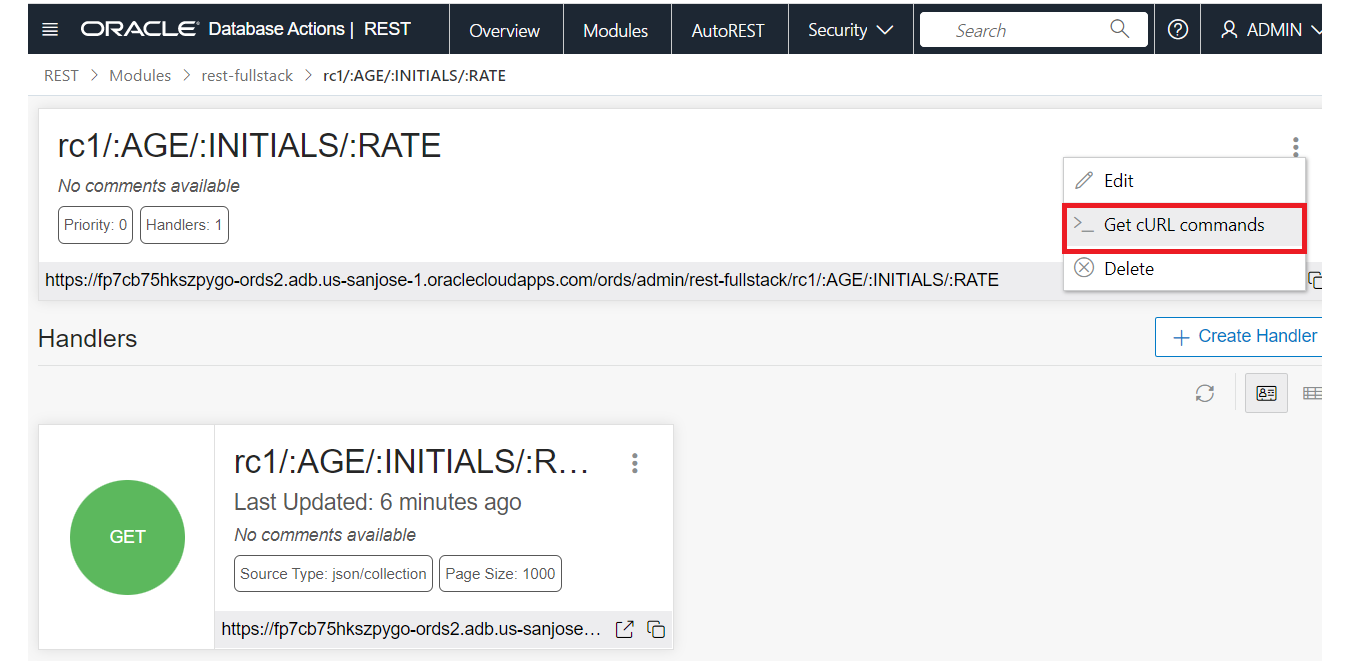 ORACLE Database Actions | REST Overview Modules AutoREST Security Search ADMIN
REST > Modules > rest-fullstack > rc1/:AGE/:INITIALS/:RATE
rc1/:AGE/:INITIALS/:RATE
No comments available
Priority: 0 Handlers: 1
Edit
>_ Get cURL commands
Delete
https://fp7cb75hkszpygo-ords2.adb.us-sanjose-1.oraclecloudapps.com/ords/admin/rest-fullstack/rc1/:AGE/:INITIALS/:RATE
Handlers
+ Create Handler
GET
rc1/:AGE/:INITIALS/:R...
Last Updated: 6 minutes ago
No comments available
Source Type: json/collection Page Size: 1000
https://fp7cb75hkszpygo-ords2.adb.us-sanjose...